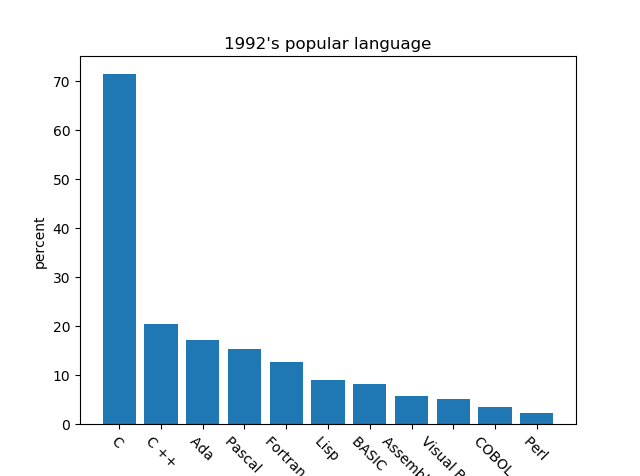 1992's popular language
percent
70
60
50
40
30
20
10
0
C
C ++
Ada
Pascal
Fortran
Lisp
BASIC
COBOL
Perl
Visual